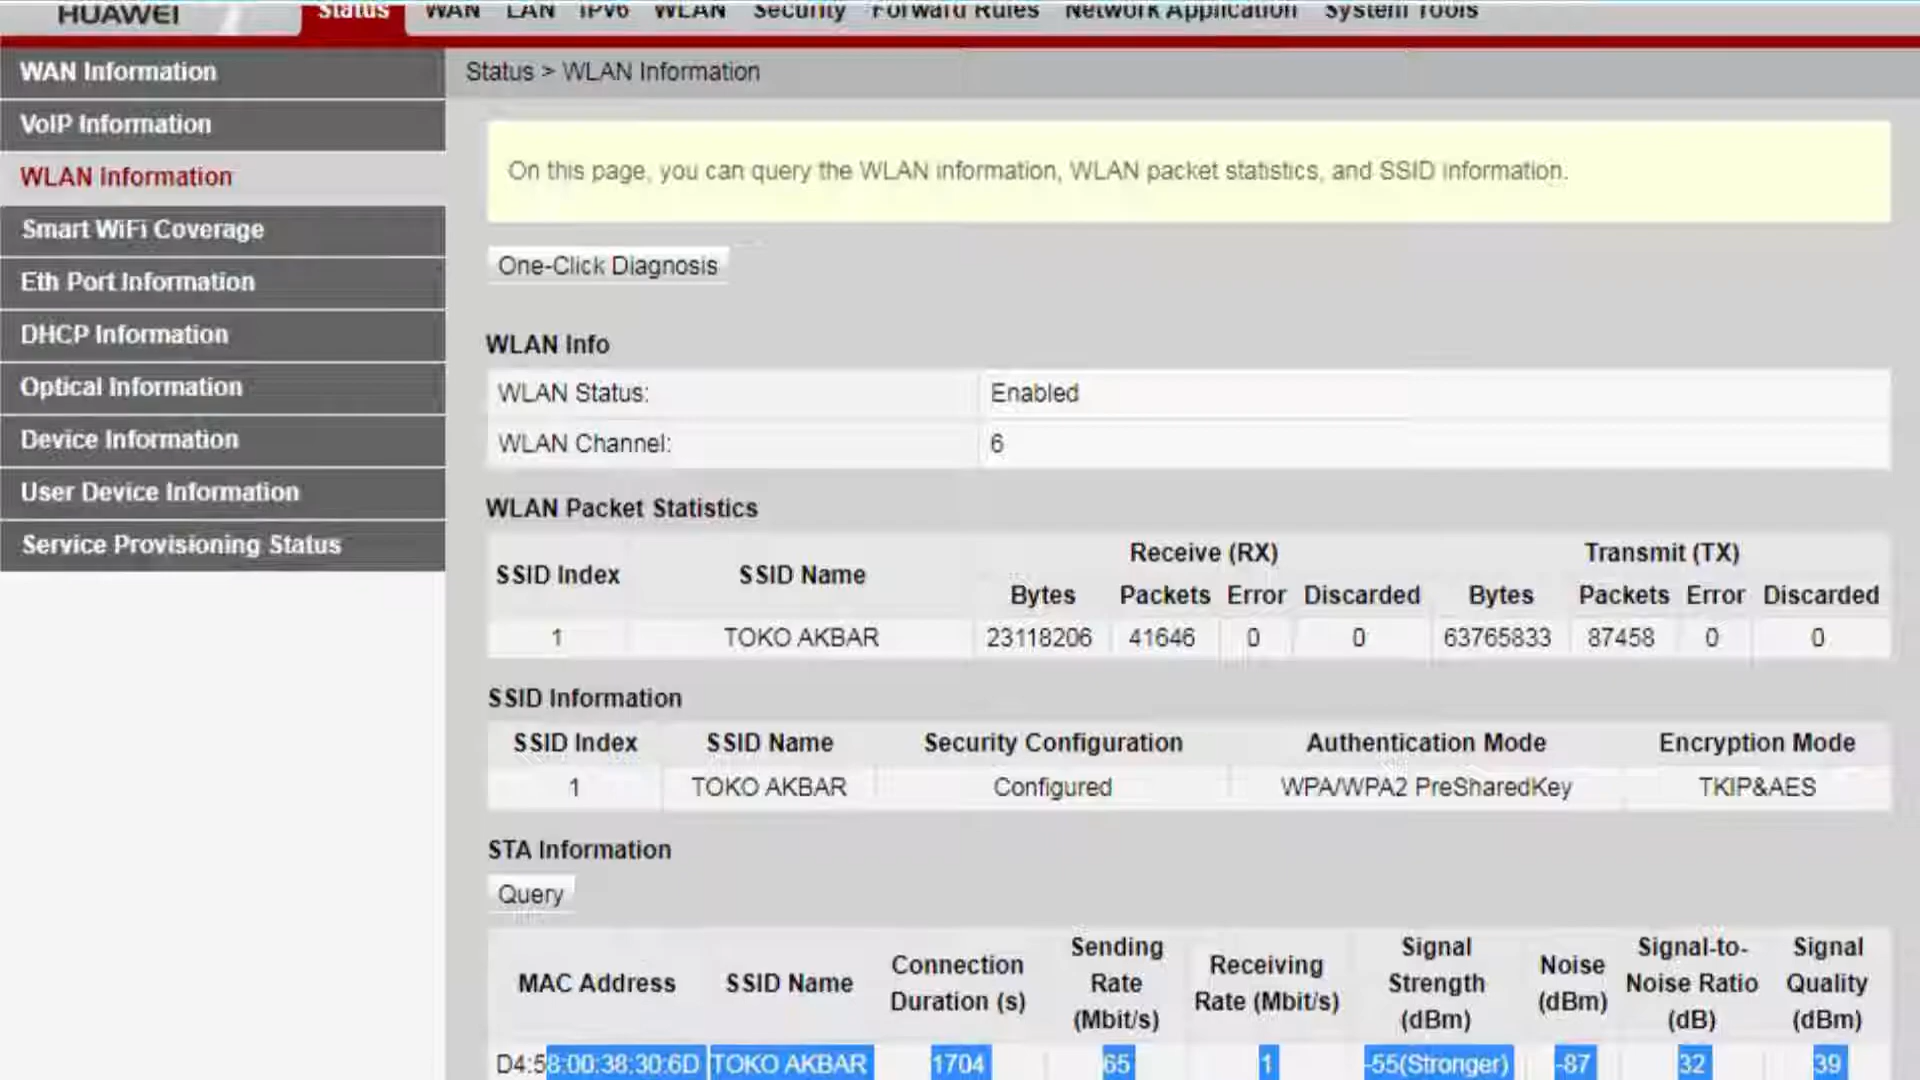 HUAWEI
Status WAN LAN IPv6 WLAN Security Forward Rules Network Application System Tools
WAN Information
VoIP Information
WLAN Information
Smart WiFi Coverage
Eth Port Information
DHCP Information
Optical Information
Device Information
User Device Information
Service Provisioning Status
Status > WLAN Information
On this page, you can query the WLAN information, WLAN packet statistics, and SSID information.
One-Click Diagnosis
WLAN Info
WLAN Status: Enabled
WLAN Channel: 6
WLAN Packet Statistics
SSID Index SSID Name Receive (RX) Transmit (TX)
Bytes Packets Error Discarded Bytes Packets Error Discarded
1 TOKO AKBAR 23118206 41646 0 0 63765833 87458 0 0
SSID Information
SSID Index SSID Name Security Configuration Authentication Mode Encryption Mode
1 TOKO AKBAR Configured WPA/WPA2 PreSharedKey TKIP&AES
STA Information
Query
MAC Address SSID Name Connection Duration (s) Sending Rate (Mbit/s) Receiving Rate (Mbit/s) Signal Strength (dBm) Noise (dBm) Signal-to-Noise Ratio (dB) Signal Quality (dBm)
D4:58:00:38:30:6D TOKO AKBAR 1704 65 1 -55(Stronger) -87 32 39